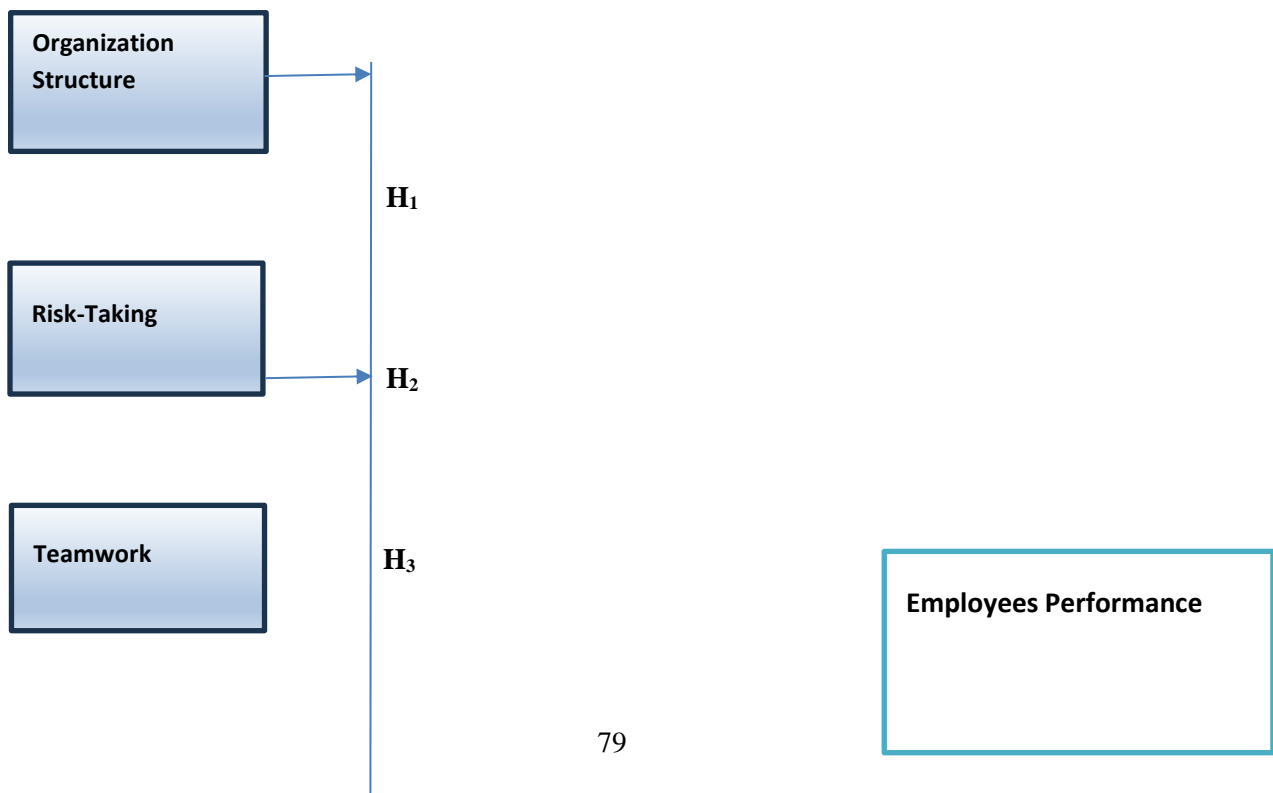 Organization
Structure
H₁
Risk-Taking
H₂
Teamwork
H₃
Employees Performance
79